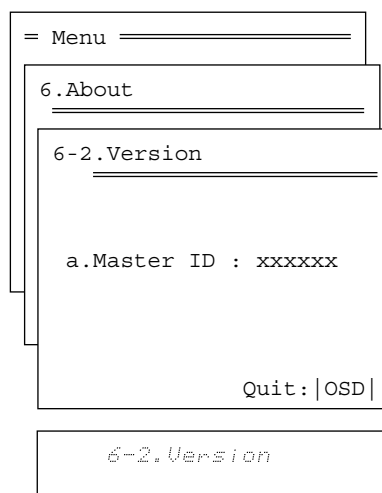 Menu
6.About
6-2.Version
a.Master ID : xxxxxx
Quit:|OSD|
6-2.Version